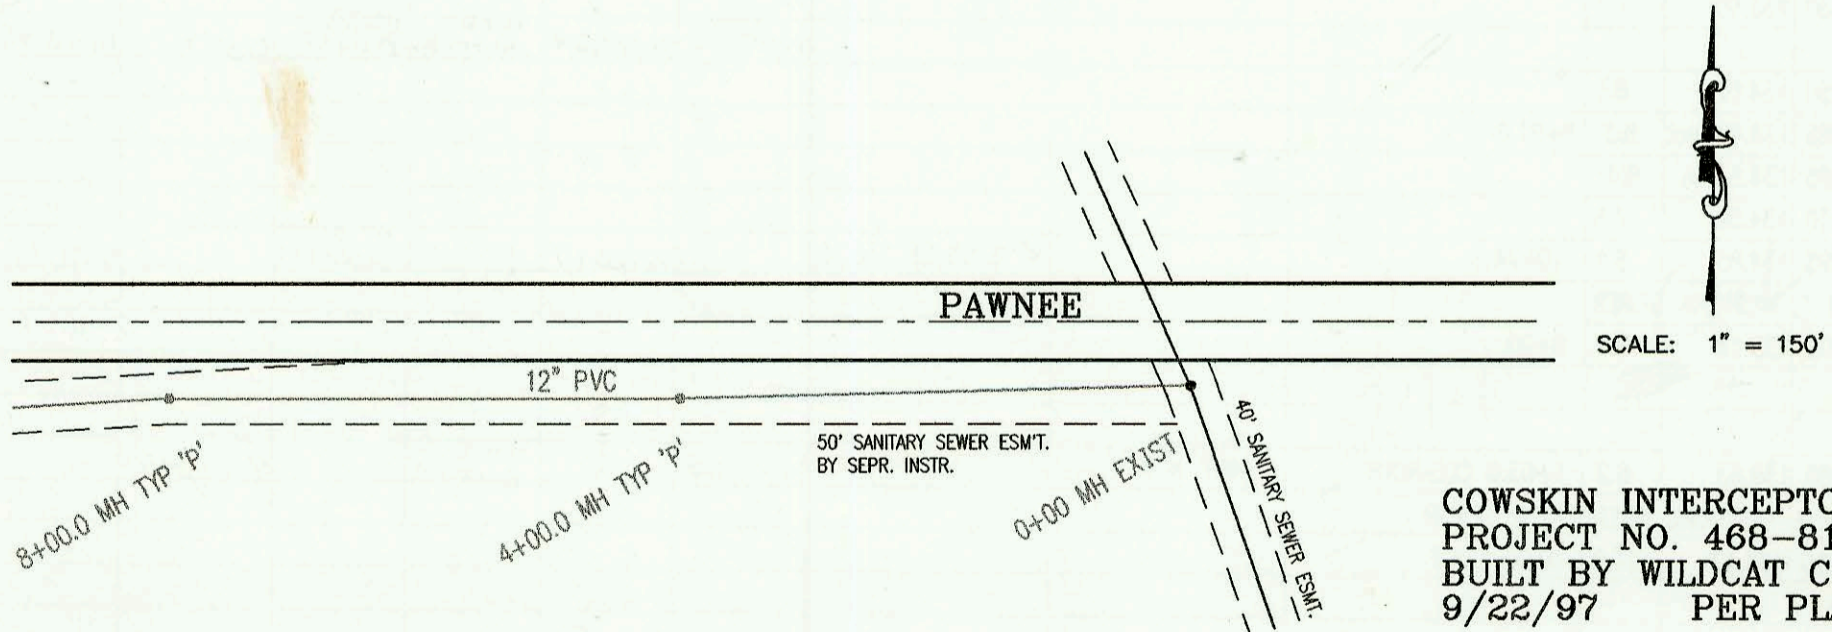 PAWNEE
SCALE: 1" = 150'
12" PVC
50' SANITARY SEWER ESM'T.
BY SEPR. INSTR.
40' SANITARY SEWER ESMT.
8+00.0 MH TYP 'P'
4+00.0 MH TYP 'P'
0+00 MH EXIST
COWSKIN INTERCEPTO
PROJECT NO. 468-81
BUILT BY WILDCAT C
9/22/97 PER PLA